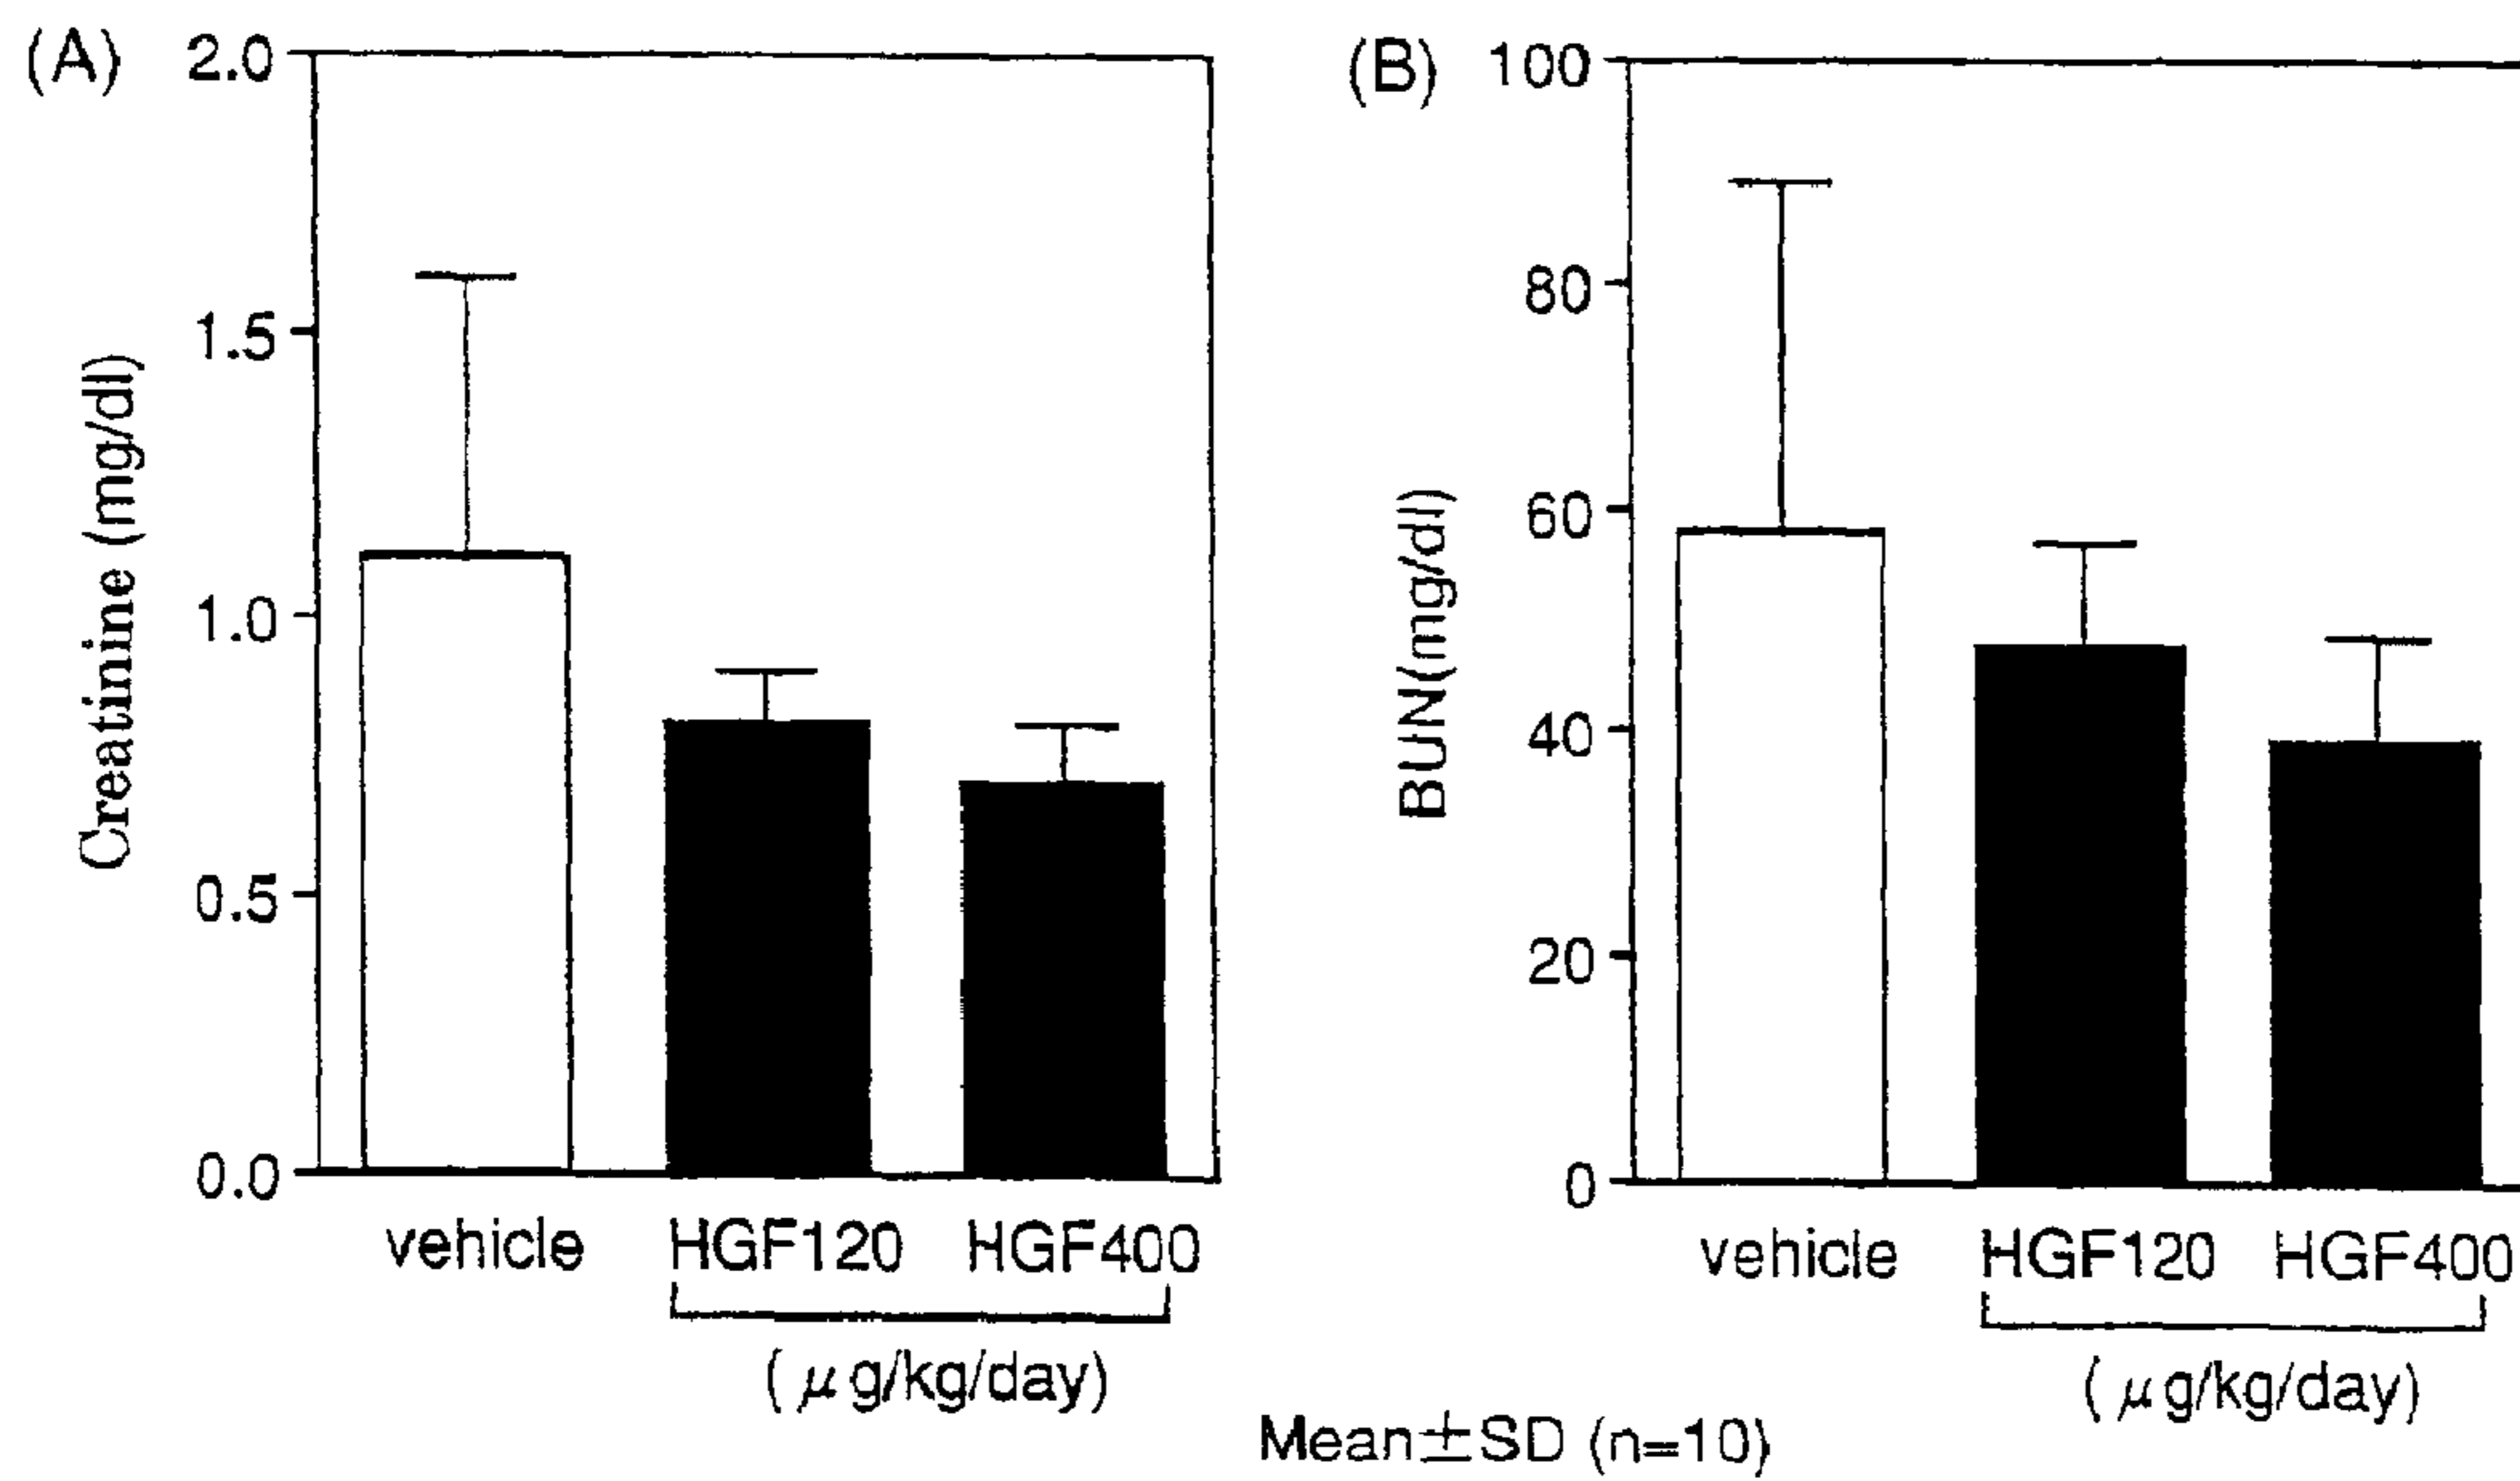 (A)
2.0
1.5
1.0
0.5
0.0
Creatinine (mg/dl)
vehicle HGF120 HGF400
(μg/kg/day)
(B)
100
80
60
40
20
0
BUN(mg/dl)
vehicle HGF120 HGF400
(μg/kg/day)
Mean±SD (n=10)